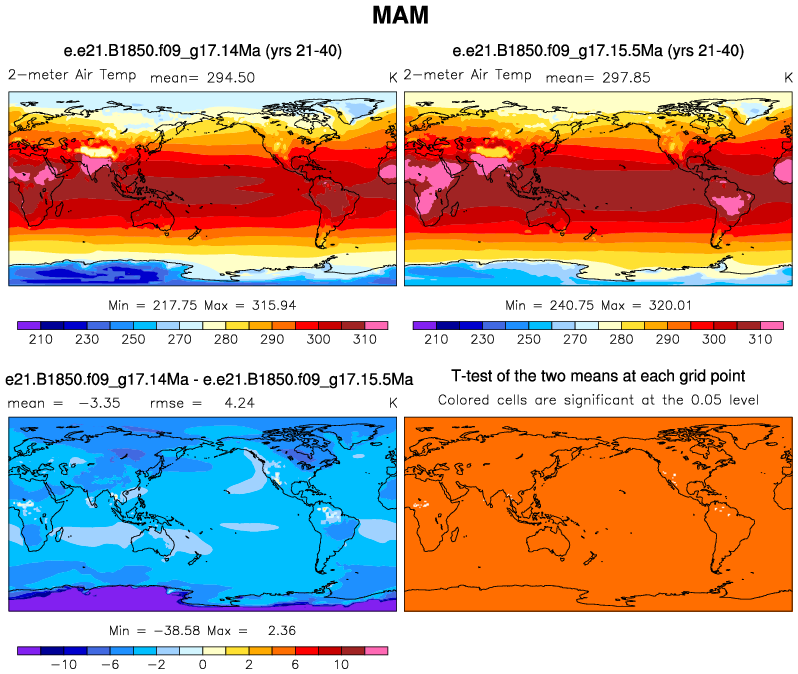 MAM
e.e21.B1850.f09_g17.14Ma (yrs 21-40)
2-meter Air Temp mean= 294.50 K
Min = 217.75 Max = 315.94
210 230 250 270 280 290 300 310
e.e21.B1850.f09_g17.15.5Ma (yrs 21-40)
2-meter Air Temp mean= 297.85 K
Min = 240.75 Max = 320.01
210 230 250 270 280 290 300 310
e21.B1850.f09_g17.14Ma - e.e21.B1850.f09_g17.15.5Ma
mean = -3.35 rmse = 4.24 K
Min = -38.58 Max = 2.36
-10 -6 -2 0 2 6 10
T-test of the two means at each grid point
Colored cells are significant at the 0.05 level